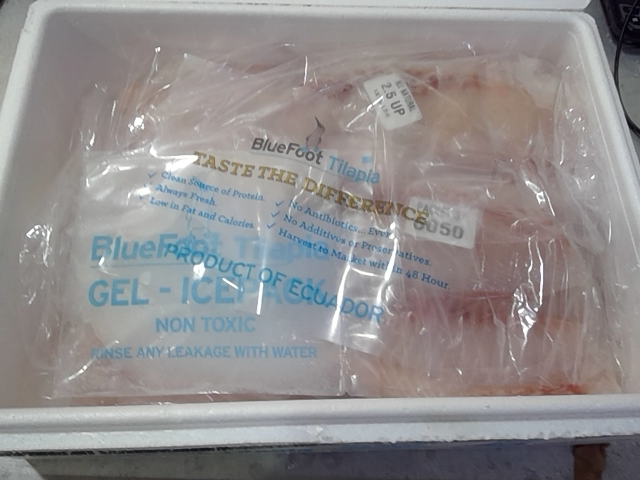 ALL NATURAL
2.5 UP
BlueFoot Tilapia
TASTE THE DIFFERENCE
✓ Clean Source of Protein.
✓ Always Fresh.
✓ Low in Fat and Calories.
✓ No Antibiotics... Ever.
✓ No Additives or Preservatives.
✓ Harvest to Market within 48 Hour
6050
PRODUCT OF ECUADOR
BlueFoot Tilapia
GEL - ICEPACK
NON TOXIC
RINSE ANY LEAKAGE WITH WATER